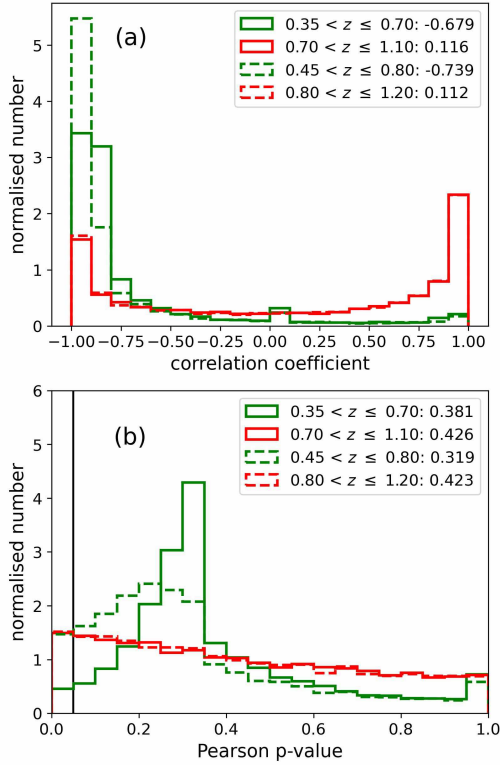 (a)
0.35 < z ≤ 0.70: -0.679
0.70 < z ≤ 1.10: 0.116
0.45 < z ≤ 0.80: -0.739
0.80 < z ≤ 1.20: 0.112
normalised number
5
4
3
2
1
0
−1.00 −0.75 −0.50 −0.25 0.00 0.25 0.50 0.75 1.00
correlation coefficient
(b)
0.35 < z ≤ 0.70: 0.381
0.70 < z ≤ 1.10: 0.426
0.45 < z ≤ 0.80: 0.319
0.80 < z ≤ 1.20: 0.423
normalised number
6
5
4
3
2
1
0
0.0 0.2 0.4 0.6 0.8 1.0
Pearson p-value